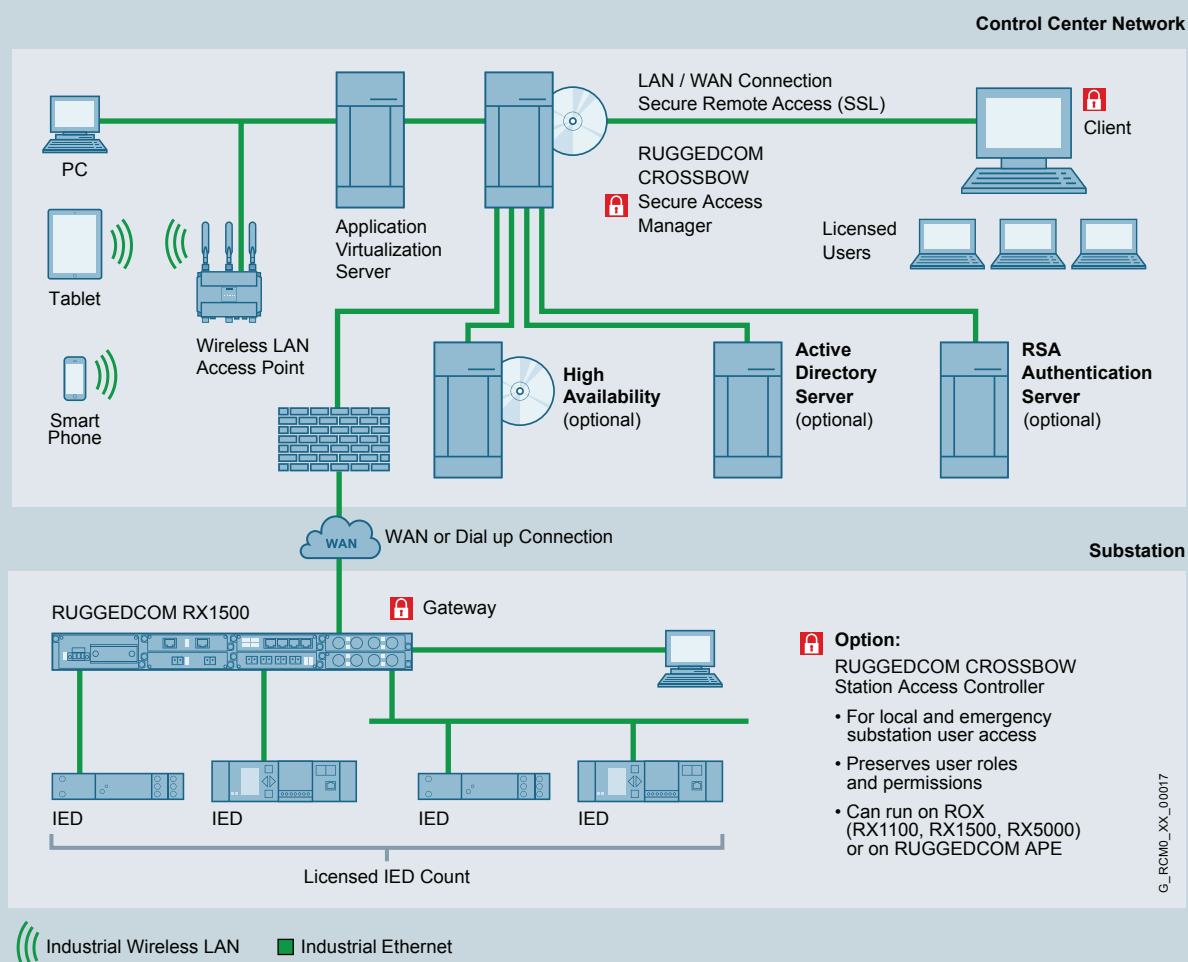 Control Center Network
LAN / WAN Connection
Secure Remote Access (SSL)
Client
PC
RUGGEDCOM
CROSSBOW
Secure Access
Manager
Application
Virtualization
Server
Licensed
Users
Tablet
Wireless LAN
Access Point
Smart
Phone
High
Availability
(optional)
Active
Directory
Server
(optional)
RSA
Authentication
Server
(optional)
WAN
WAN or Dial up Connection
Substation
RUGGEDCOM RX1500
Gateway
IED
IED
IED
IED
Licensed IED Count
Option:
RUGGEDCOM CROSSBOW
Station Access Controller
• For local and emergency
substation user access
• Preserves user roles
and permissions
• Can run on ROX
(RX1100, RX1500, RX5000)
or on RUGGEDCOM APE
G_RCM0_XX_00017
Industrial Wireless LAN
Industrial Ethernet